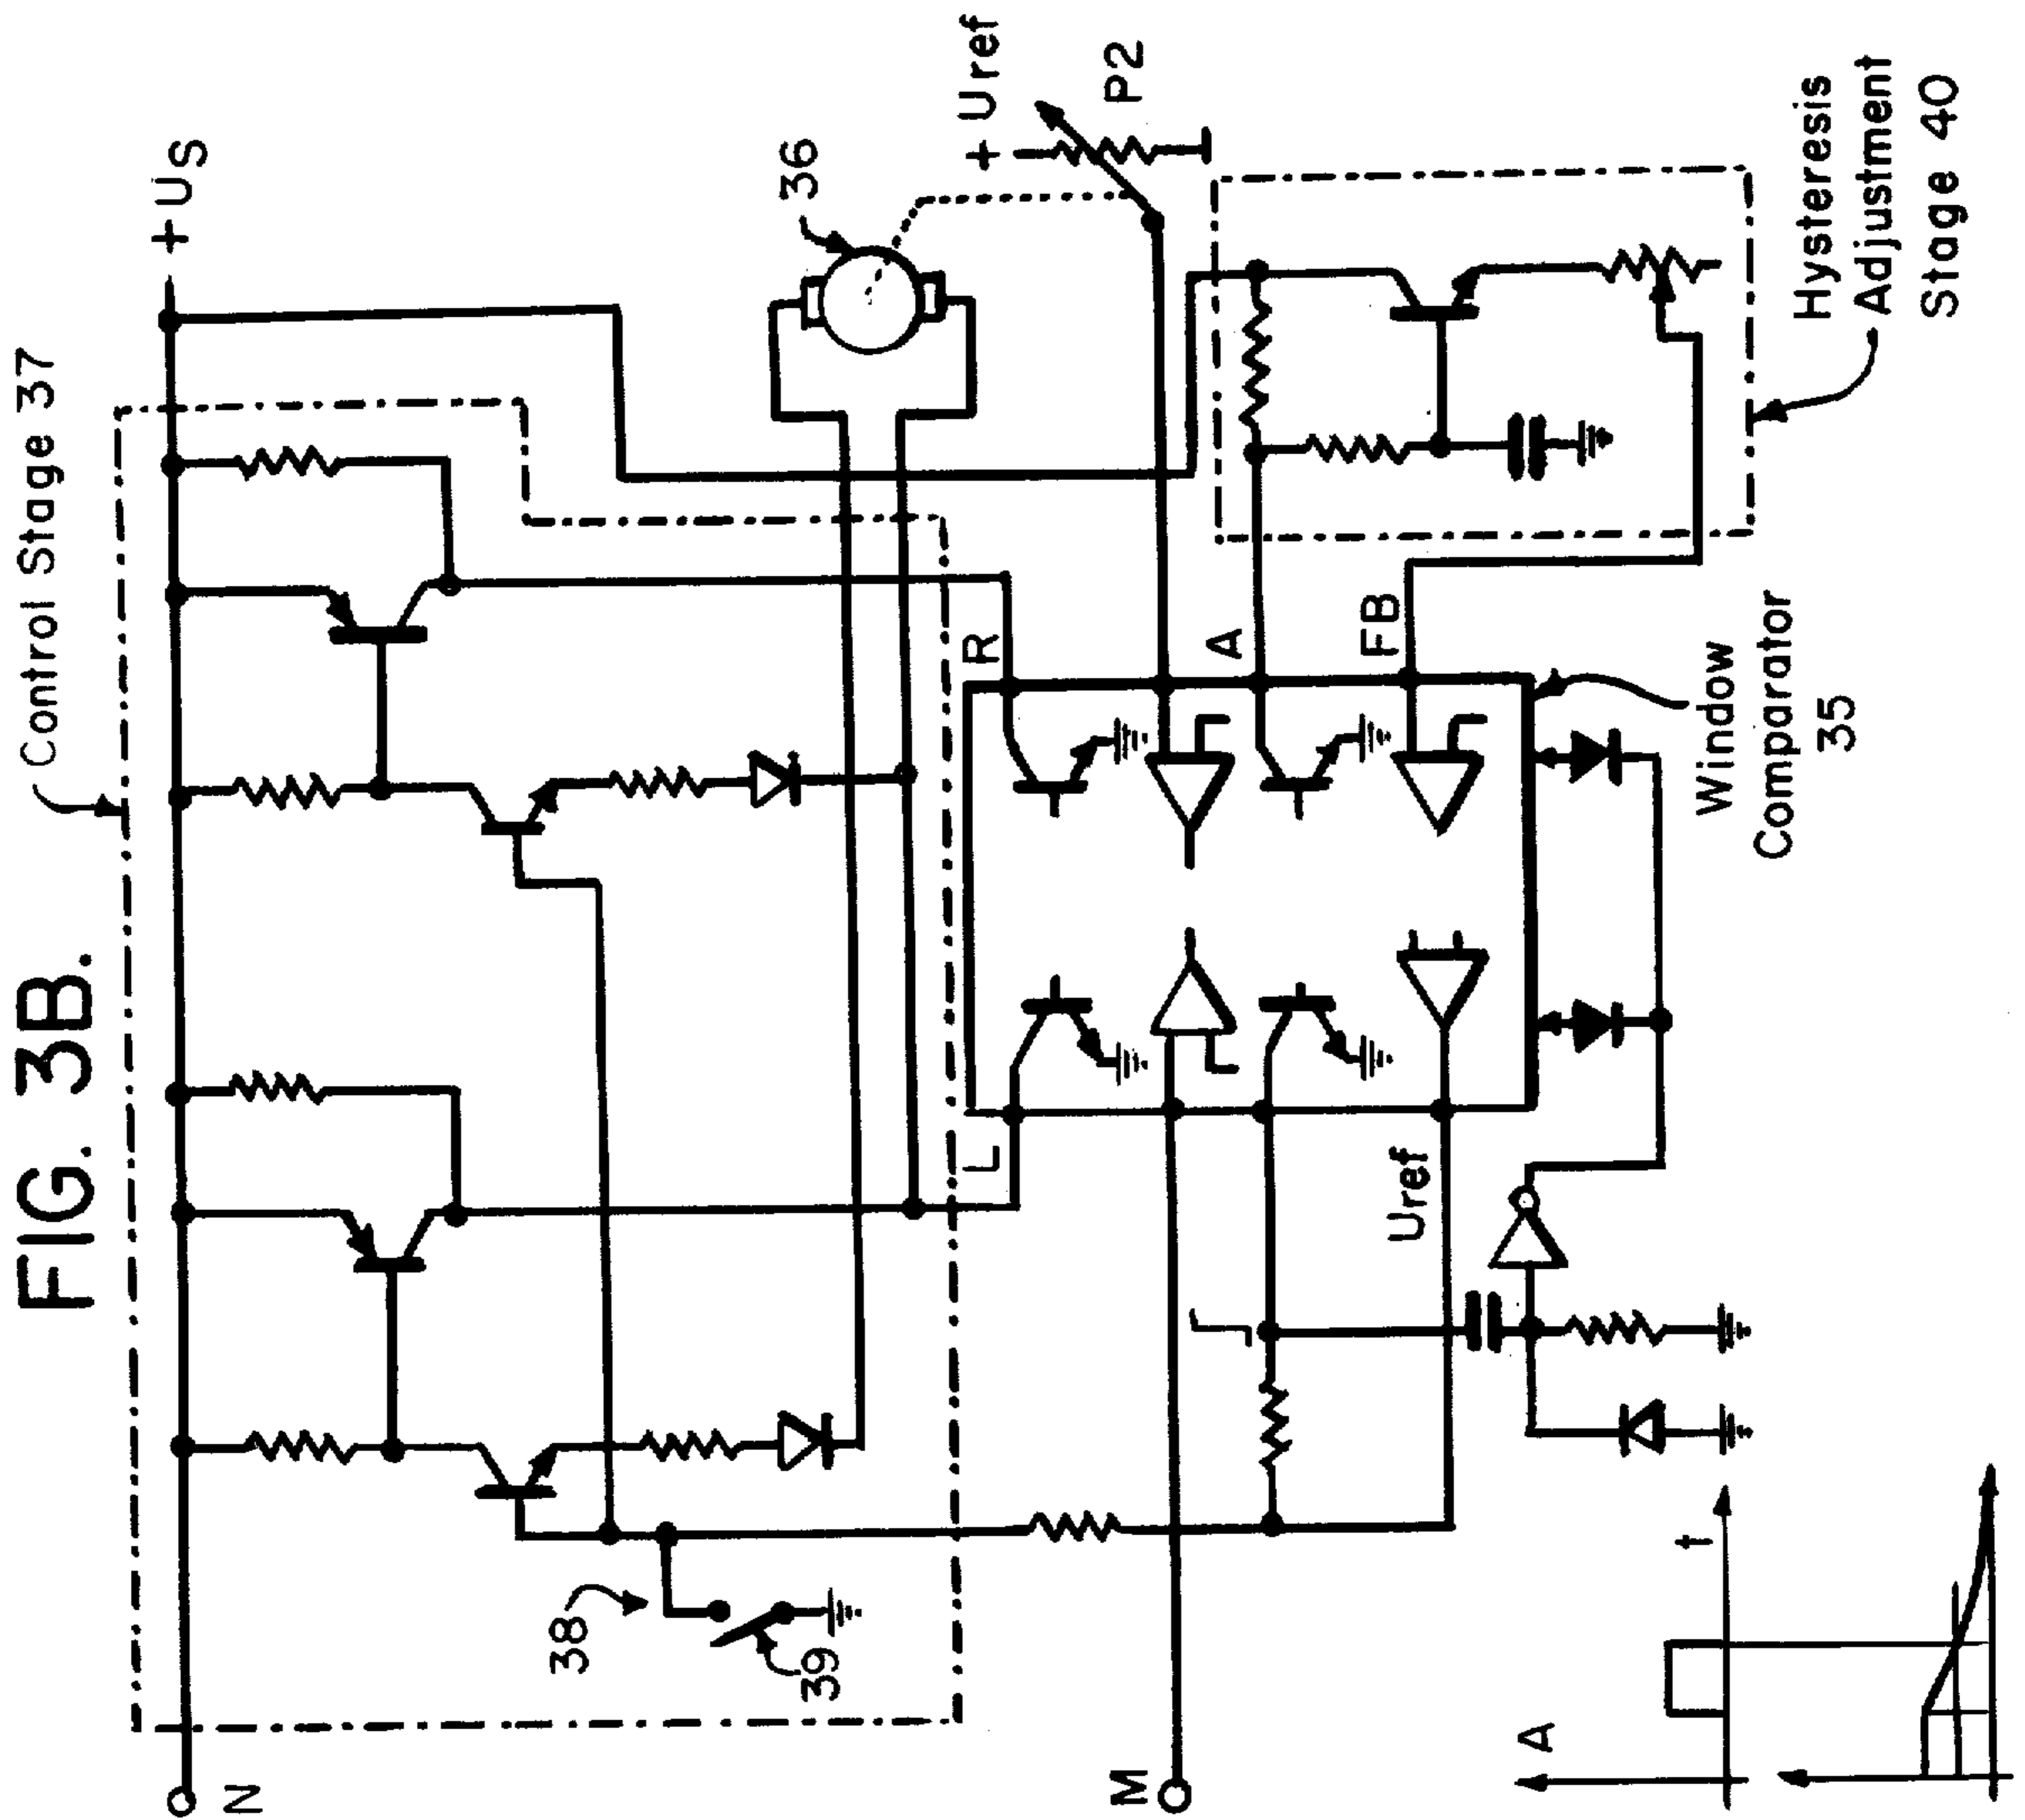 FIG. 3B.
Control Stage 37
+ Us
N
36
+ Uref
P2
38
39
L
R
A
FB
Uref
M
Window
Comparator
35
Hysteresis
Adjustment
Stage 40
A
t